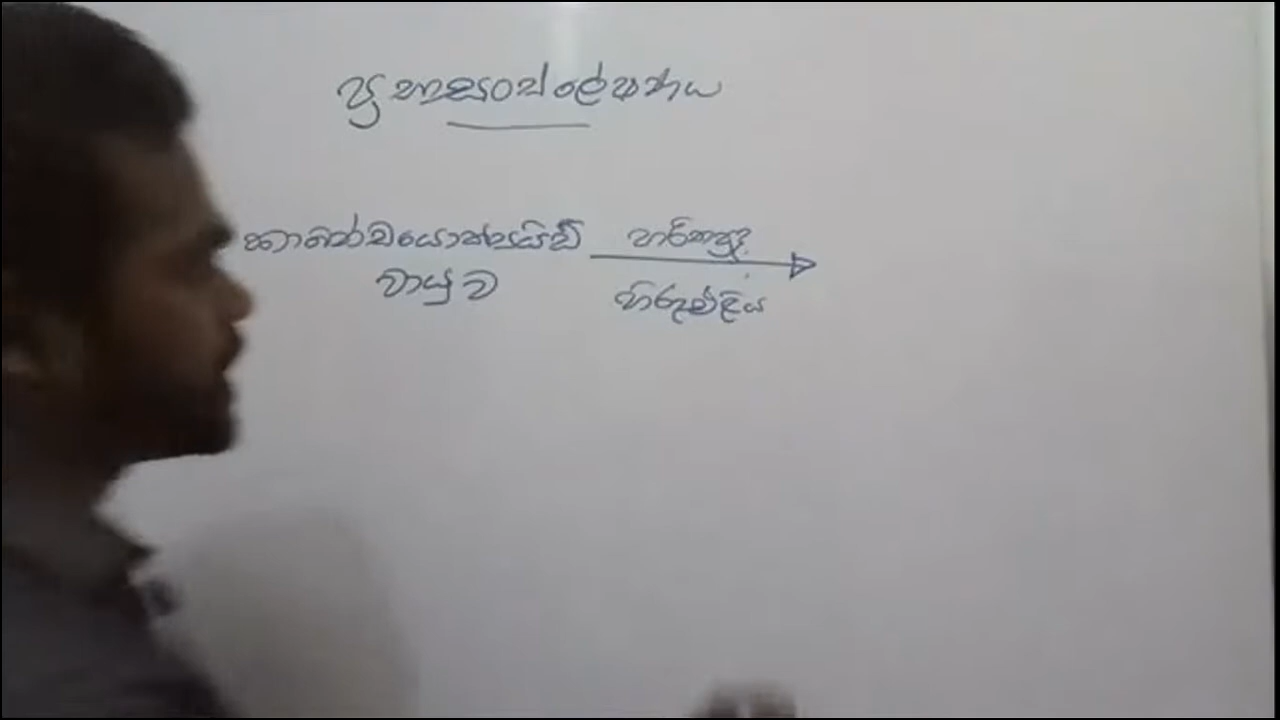 ප්‍රභාසංශ්ලේෂණය
කාබන්ඩයොක්සයිඩ්
වායුව
හරිතප්‍රද
හිරුඑළිය